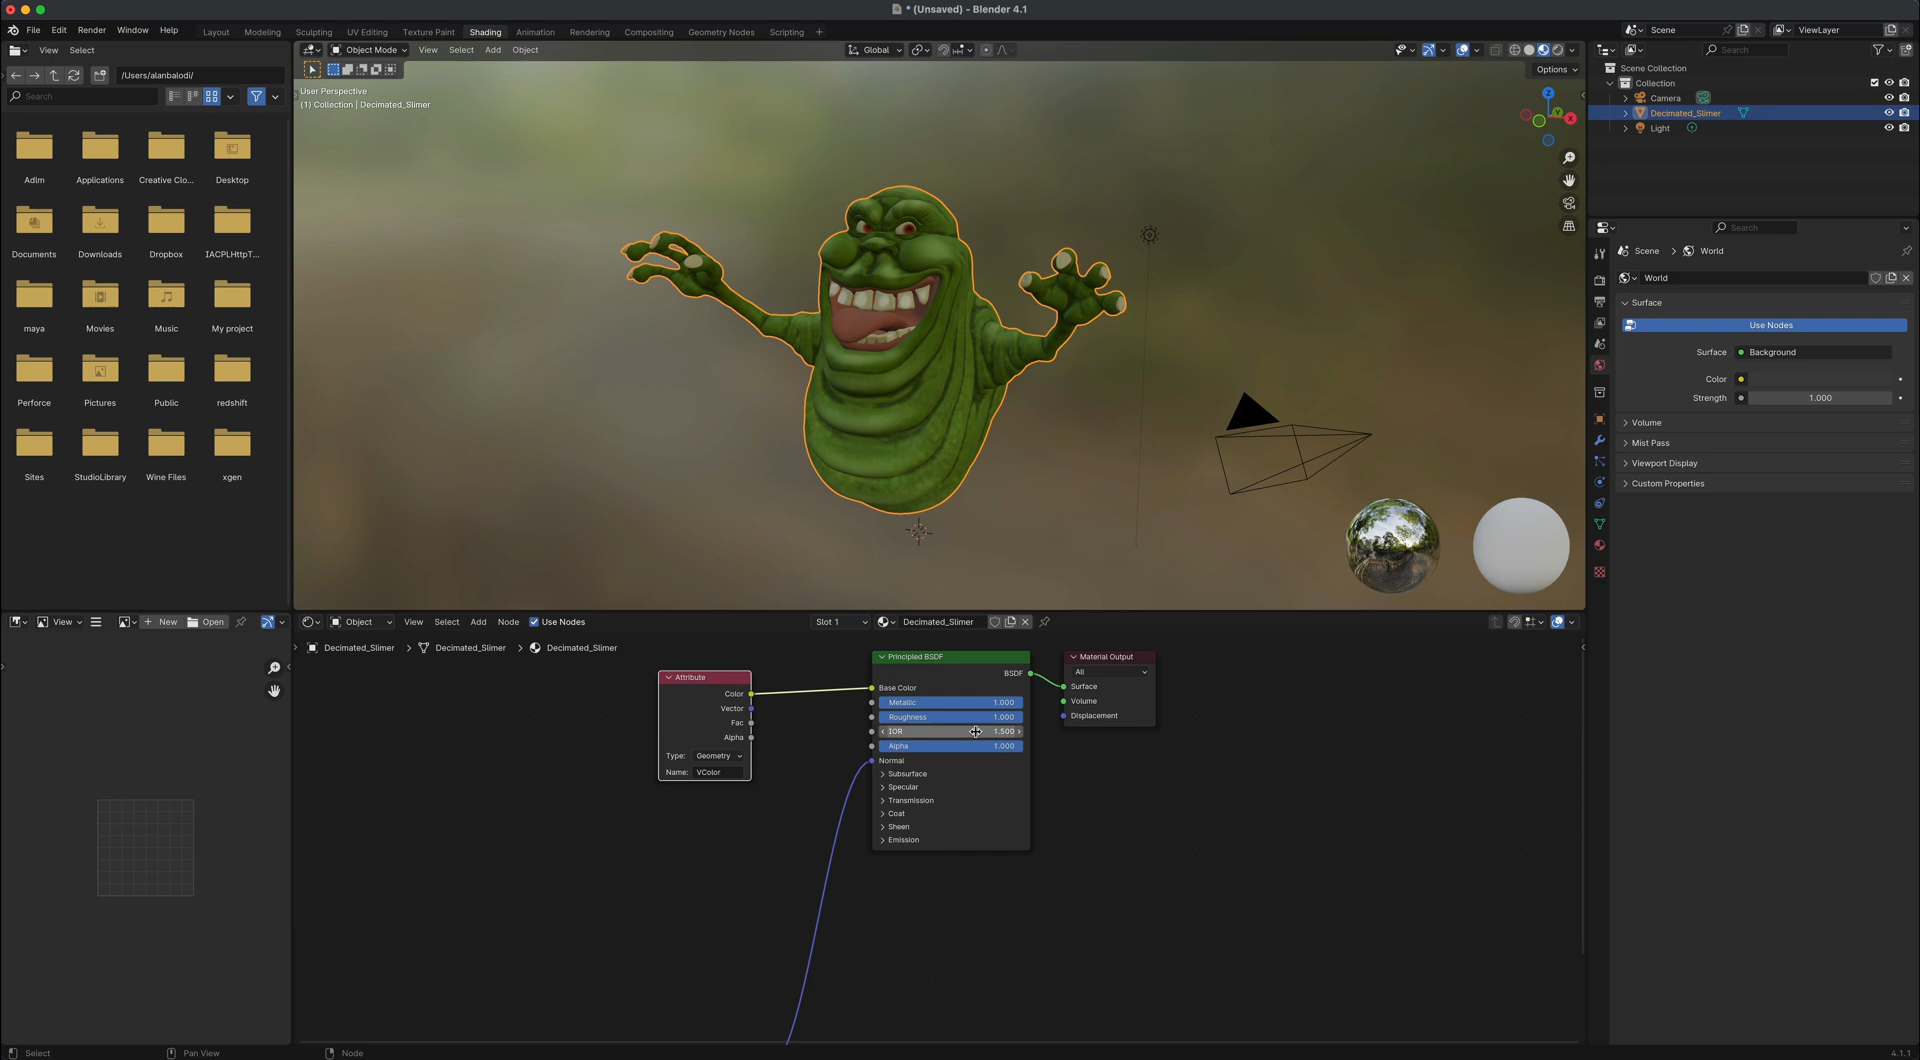 * (Unsaved) - Blender 4.1
File Edit Render Window Help
Layout Modeling Sculpting UV Editing Texture Paint Shading Animation Rendering Compositing Geometry Nodes Scripting +
Scene
ViewLayer
View Select
/Users/alanbalodi/
Search
Adlm Applications Creative Clo... Desktop
Documents Downloads Dropbox IACPLHttpT...
maya Movies Music My project
Perforce Pictures Public redshift
Sites StudioLibrary Wine Files xgen
Object Mode View Select Add Object
Global
Options
User Perspective
(1) Collection | Decimated_Slimer
Z
Y
X
Search
Scene Collection
Collection
Camera
Decimated_Slimer
Light
Search
Scene > World
World
Surface
Use Nodes
Surface Background
Color
Strength 1.000
Volume
Mist Pass
Viewport Display
Custom Properties
View
New Open
Object View Select Add Node Use Nodes
Slot 1
Decimated_Slimer
Decimated_Slimer > Decimated_Slimer > Decimated_Slimer
Attribute
Color
Vector
Fac
Alpha
Type: Geometry
Name: VColor
Principled BSDF
BSDF
Base Color
Metallic 1.000
Roughness 1.000
IOR 1.500
Alpha 1.000
Normal
Subsurface
Specular
Transmission
Coat
Sheen
Emission
Material Output
All
Surface
Volume
Displacement
Select Pan View Node
4.1.1